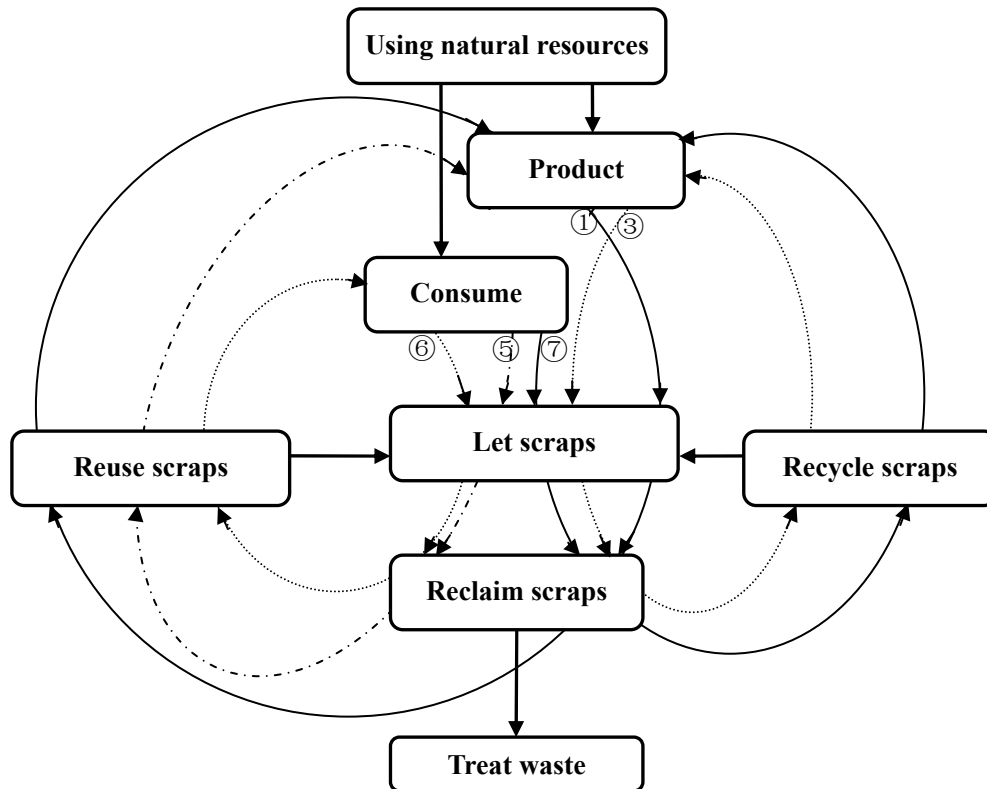 Using natural resources
Product
① ③
Consume
⑥ ⑤ ⑦
Let scraps
Reuse scraps
Recycle scraps
Reclaim scraps
Treat waste